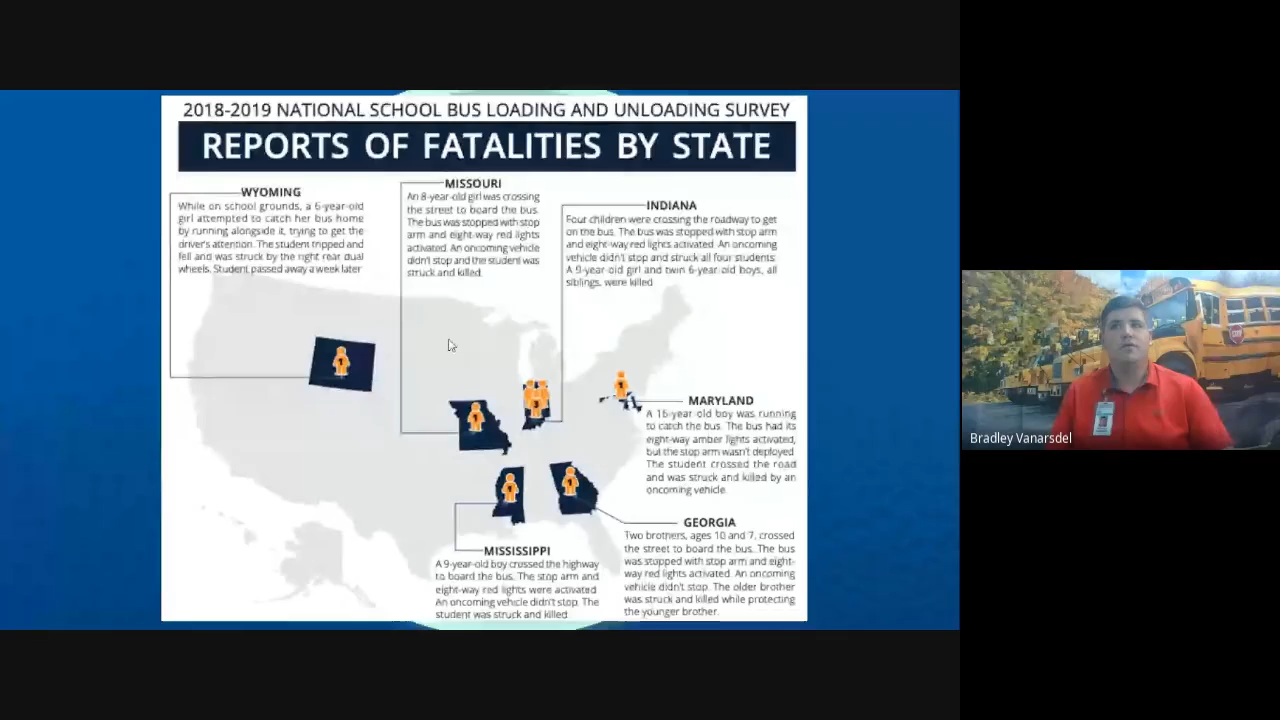 2018-2019 NATIONAL SCHOOL BUS LOADING AND UNLOADING SURVEY
REPORTS OF FATALITIES BY STATE
WYOMING
While on school grounds, a 6-year-old
girl attempted to catch her bus home
by running alongside it, trying to get the
driver's attention. The student tripped and
fell and was struck by the right rear dual
wheels. Student passed away a week later
MISSOURI
An 8-year-old girl was crossing
the street to board the bus.
The bus was stopped with stop
arm and eight-way red lights
activated. An oncoming vehicle
didn't stop and the student was
struck and killed.
INDIANA
Four children were crossing the roadway to get
on the bus. The bus was stopped with stop arm
and eight-way red lights activated. An oncoming
vehicle didn't stop and struck all four students.
A 9-year-old girl and twin 6-year-old boys, all
siblings, were killed.
1
1
3
1
1
1
MARYLAND
A 16-year-old boy was running
to catch the bus. The bus had its
eight-way amber lights activated,
but the stop arm wasn't deployed.
The student crossed the road
and was struck and killed by an
oncoming vehicle.
GEORGIA
Two brothers, ages 10 and 7, crossed
the street to board the bus. The bus
was stopped with stop arm and eight-
way red lights activated. An oncoming
vehicle didn't stop. The older brother
was struck and killed while protecting
the younger brother.
MISSISSIPPI
A 9-year-old boy crossed the highway
to board the bus. The stop arm and
eight-way red lights were activated.
An oncoming vehicle didn't stop. The
student was struck and killed.
STOP
Bradley Vanarsdel